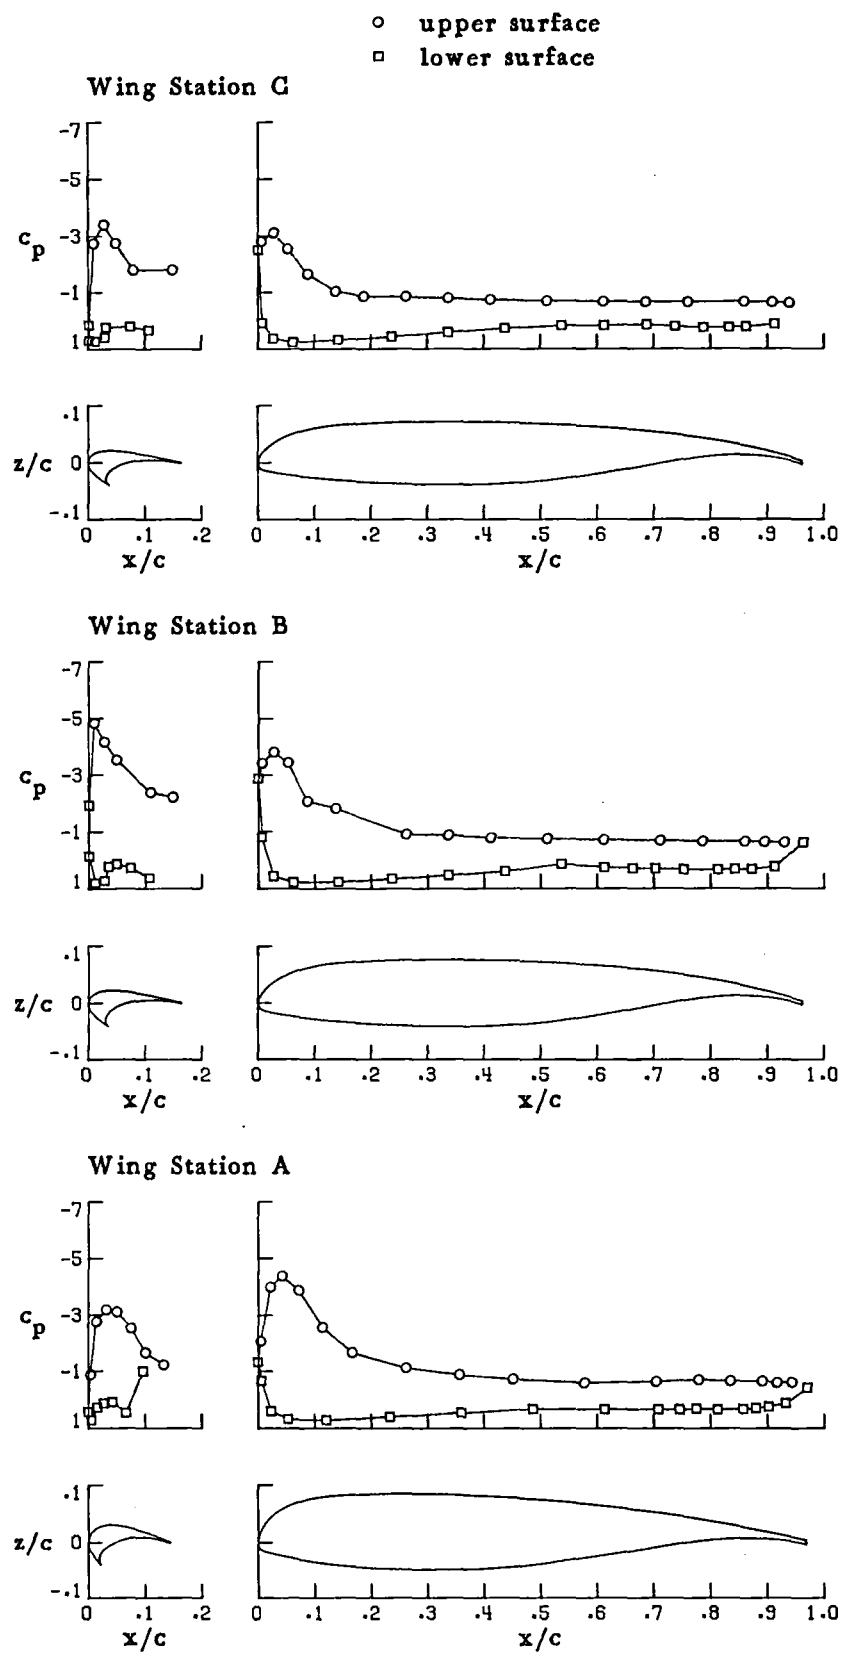 upper surface
lower surface
Wing Station C
-7
-5
-3
-1
1
cp
.1
0
-.1
z/c
0 .1 .2 0 .1 .2 .3 .4 .5 .6 .7 .8 .9 1.0
x/c x/c
Wing Station B
-7
-5
-3
-1
1
cp
.1
0
-.1
z/c
0 .1 .2 0 .1 .2 .3 .4 .5 .6 .7 .8 .9 1.0
x/c x/c
Wing Station A
-7
-5
-3
-1
1
cp
.1
0
-.1
z/c
0 .1 .2 0 .1 .2 .3 .4 .5 .6 .7 .8 .9 1.0
x/c x/c